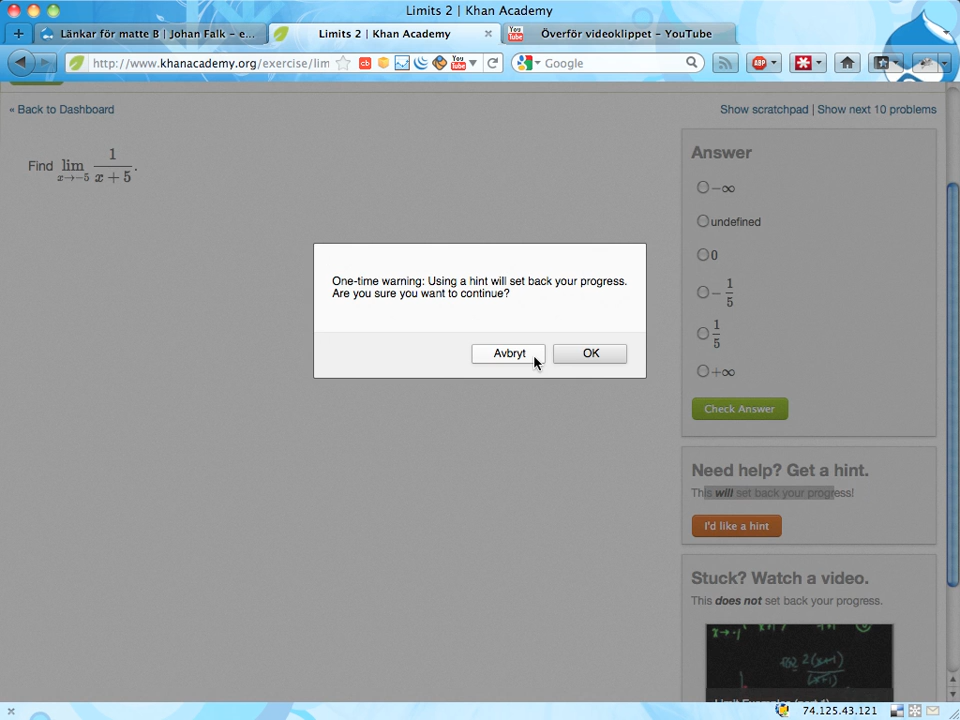 Limits 2 | Khan Academy
Länkar för matte B | Johan Falk – e...
Limits 2 | Khan Academy
Överför videoklippet – YouTube
http://www.khanacademy.org/exercise/lim
Google
« Back to Dashboard
Show scratchpad | Show next 10 problems
Find lim x→−5 1/(x + 5).
Answer
−∞
undefined
0
−1/5
1/5
+∞
Check Answer
One-time warning: Using a hint will set back your progress.
Are you sure you want to continue?
Avbryt
OK
Need help? Get a hint.
This will set back your progress!
I'd like a hint
Stuck? Watch a video.
This does not set back your progress.
74.125.43.121